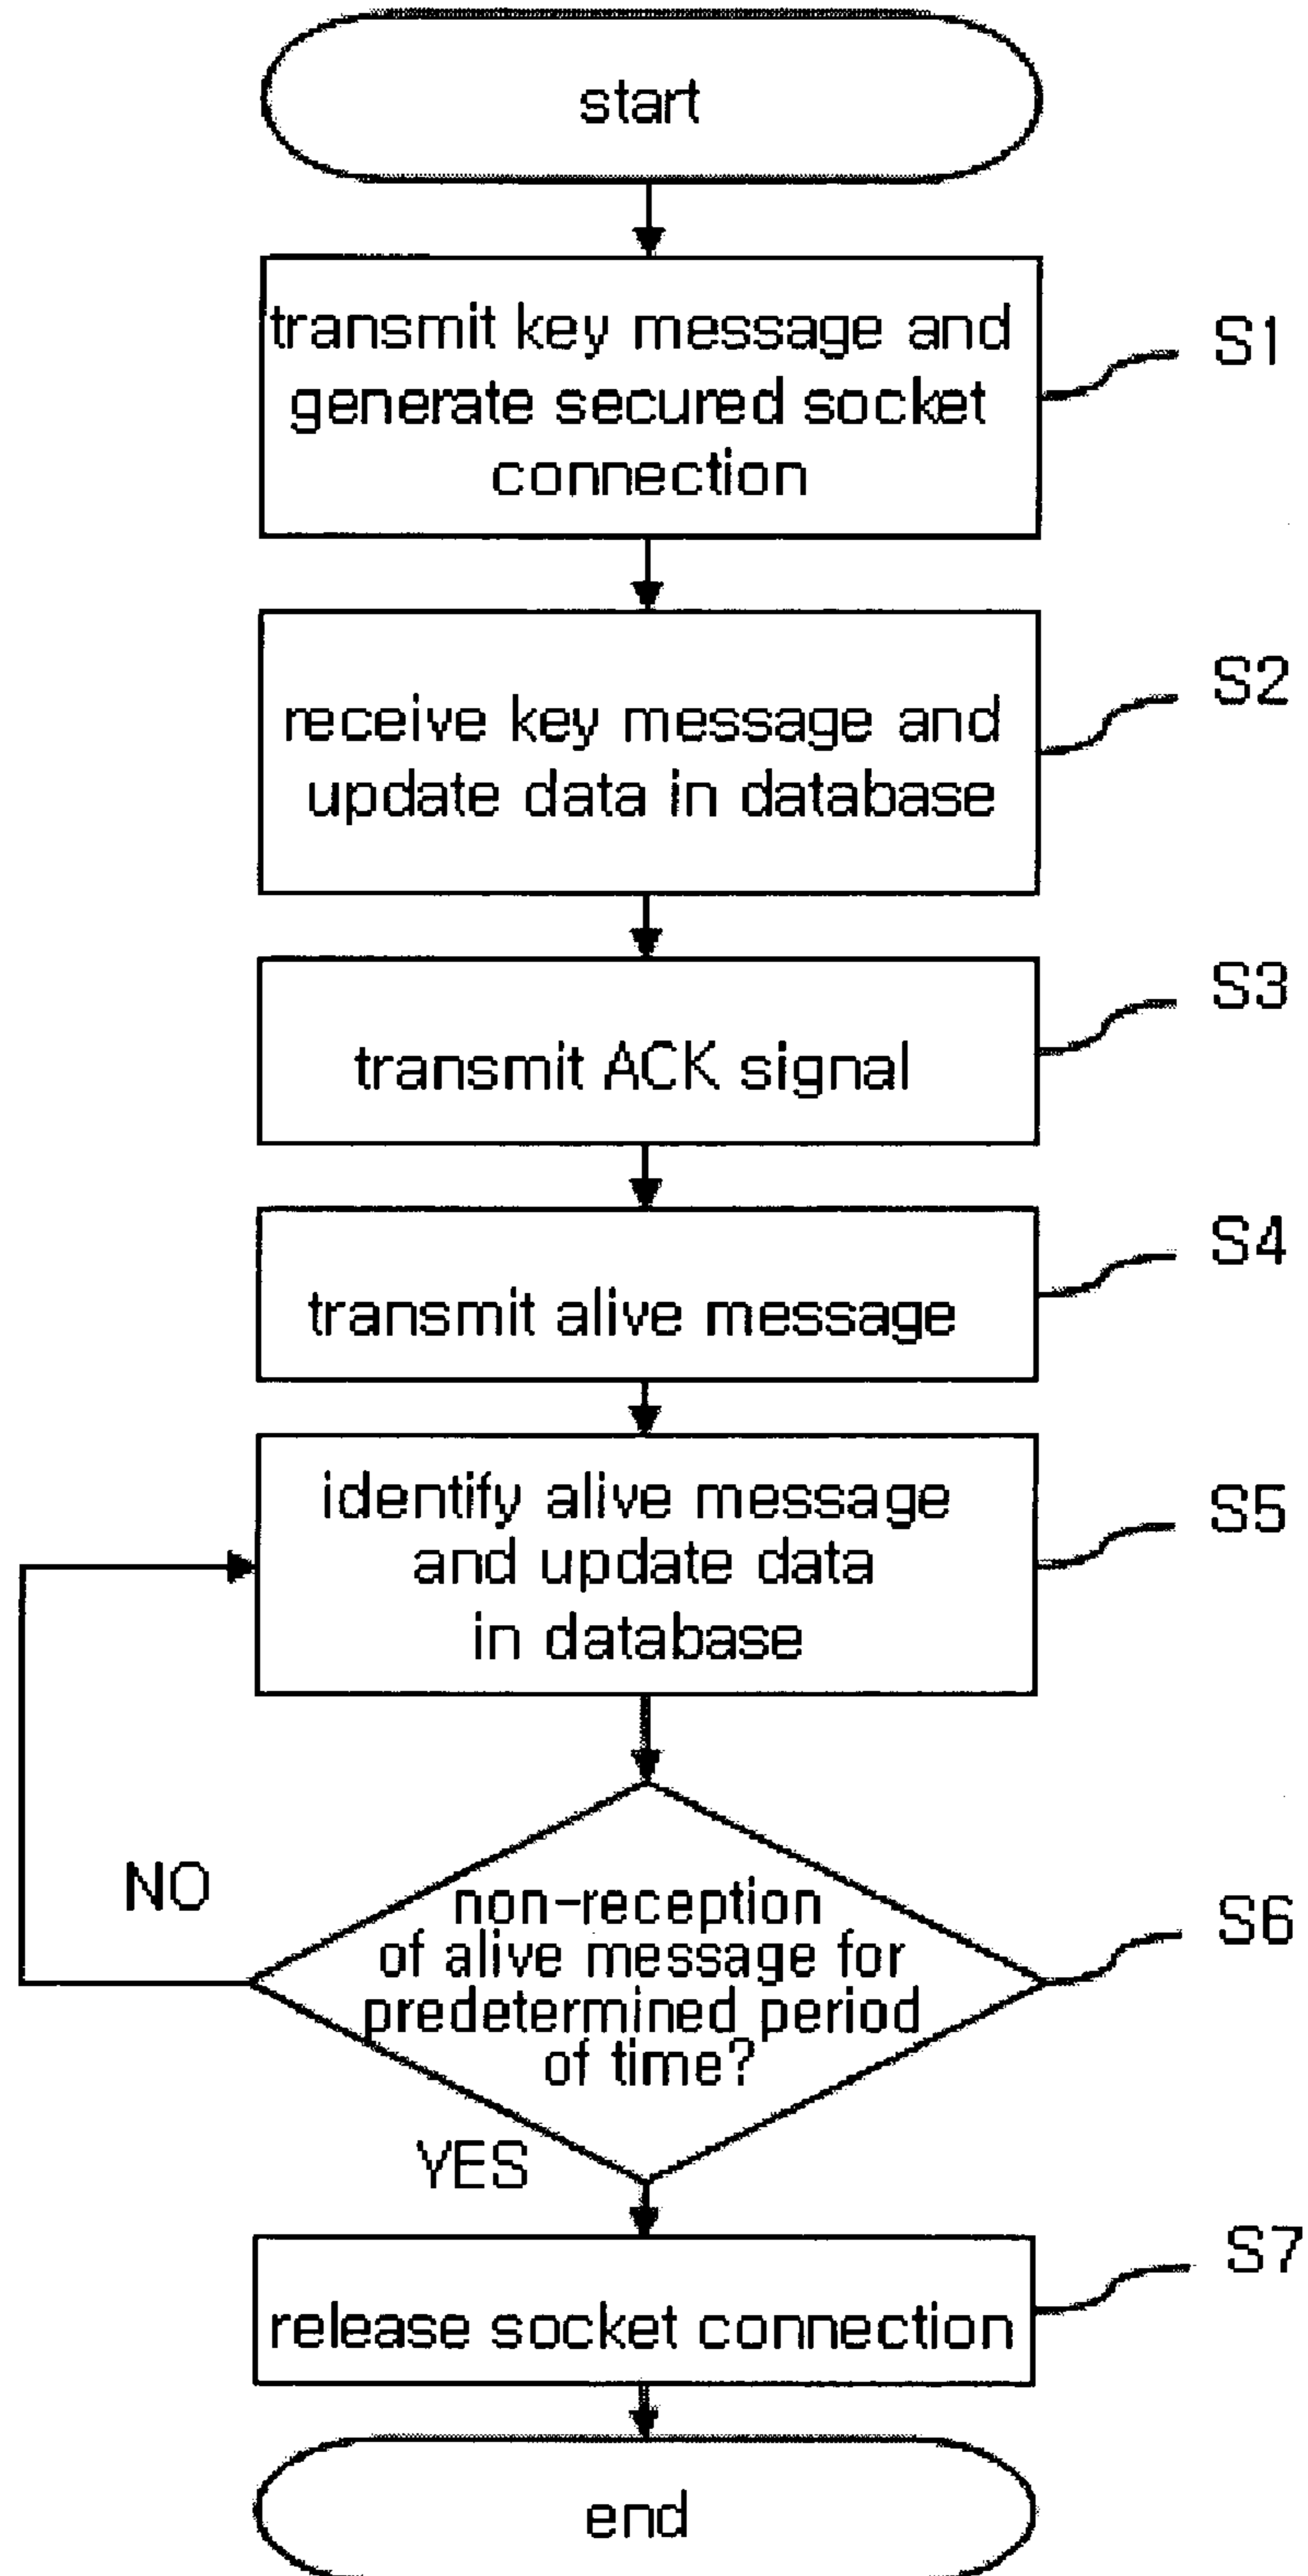 start
transmit key message and
generate secured socket
connection
S1
receive key message and
update data in database
S2
transmit ACK signal
S3
transmit alive message
S4
identify alive message
and update data
in database
S5
NO
non-reception
of alive message for
predetermined period
of time?
S6
YES
release socket connection
S7
end